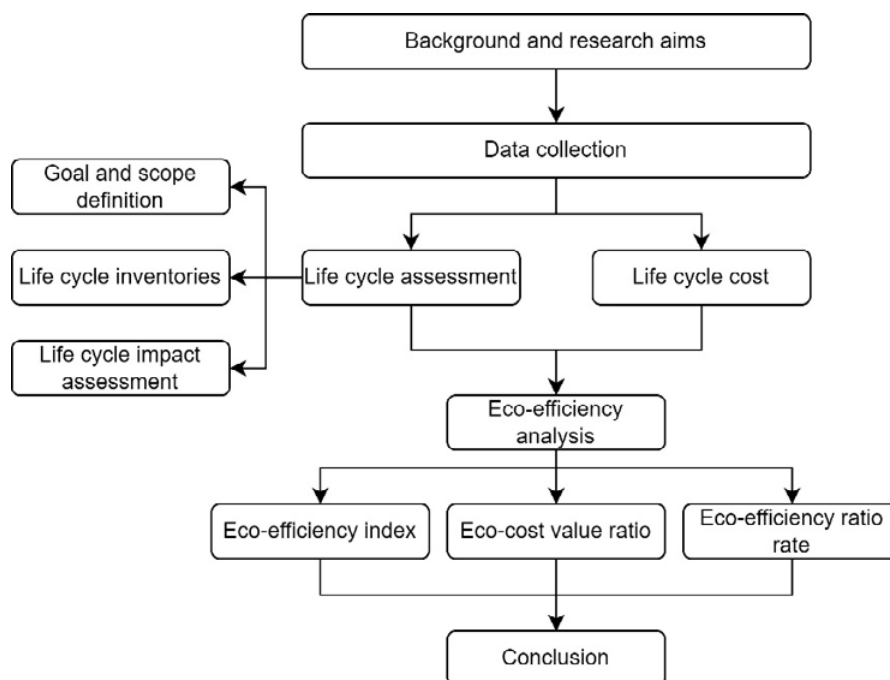 Background and research aims
Data collection
Goal and scope
definition
Life cycle inventories
Life cycle assessment
Life cycle cost
Life cycle impact
assessment
Eco-efficiency
analysis
Eco-efficiency index
Eco-cost value ratio
Eco-efficiency ratio
rate
Conclusion